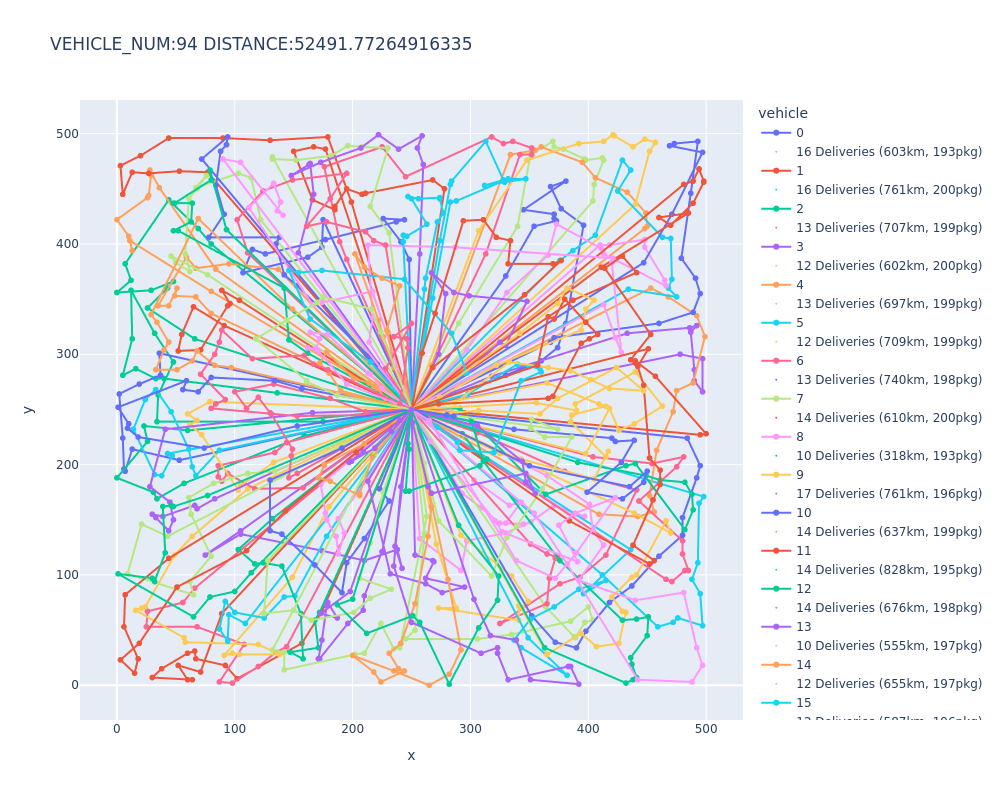 VEHICLE_NUM:94 DISTANCE:52491.77264916335
vehicle
0
16 Deliveries (603km, 193pkg)
1
16 Deliveries (761km, 200pkg)
2
13 Deliveries (707km, 199pkg)
3
12 Deliveries (602km, 200pkg)
4
13 Deliveries (697km, 199pkg)
5
12 Deliveries (709km, 199pkg)
6
13 Deliveries (740km, 198pkg)
7
14 Deliveries (610km, 200pkg)
8
10 Deliveries (318km, 193pkg)
9
17 Deliveries (761km, 196pkg)
10
14 Deliveries (637km, 199pkg)
11
14 Deliveries (828km, 195pkg)
12
14 Deliveries (676km, 198pkg)
13
10 Deliveries (555km, 197pkg)
14
12 Deliveries (655km, 197pkg)
15
500
400
300
200
100
0
y
0
100
200
300
400
500
x